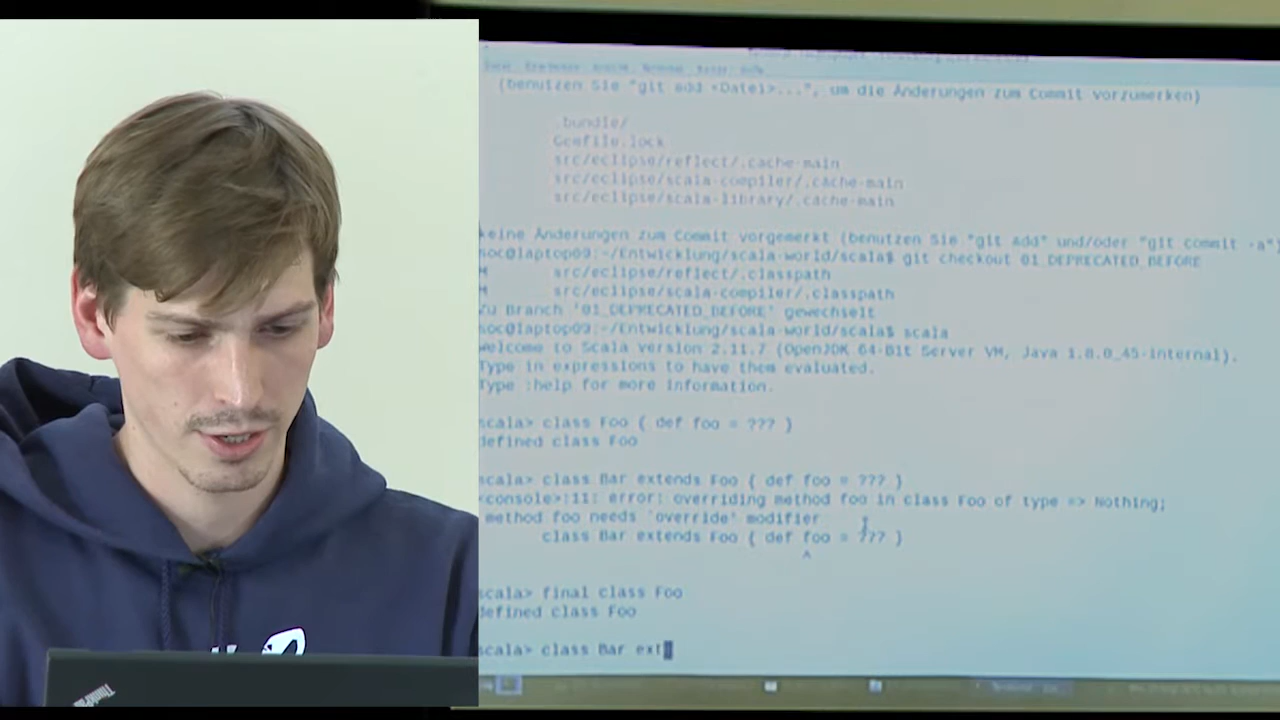 (benutzen Sie "git add <Datei>...", um die Änderungen zum Commit vorzumerken)
.bundle/
Gemfile.lock
src/eclipse/reflect/.cache-main
src/eclipse/scala-compiler/.cache-main
src/eclipse/scala-library/.cache-main
keine Änderungen zum Commit vorgemerkt (benutzen Sie "git add" und/oder "git commit -a")
soc@laptop09:~/Entwicklung/scala-world/scala$ git checkout 01_DEPRECATED_BEFORE
M src/eclipse/reflect/.classpath
M src/eclipse/scala-compiler/.classpath
Zu Branch '01_DEPRECATED_BEFORE' gewechselt
soc@laptop09:~/Entwicklung/scala-world/scala$ scala
Welcome to Scala version 2.11.7 (OpenJDK 64-Bit Server VM, Java 1.8.0_45-internal).
Type in expressions to have them evaluated.
Type :help for more information.
scala> class Foo { def foo = ??? }
defined class Foo
scala> class Bar extends Foo { def foo = ??? }
<console>:11: error: overriding method foo in class Foo of type => Nothing;
method foo needs `override' modifier
class Bar extends Foo { def foo = ??? }
^
scala> final class Foo
defined class Foo
scala> class Bar ext
ThinkPad